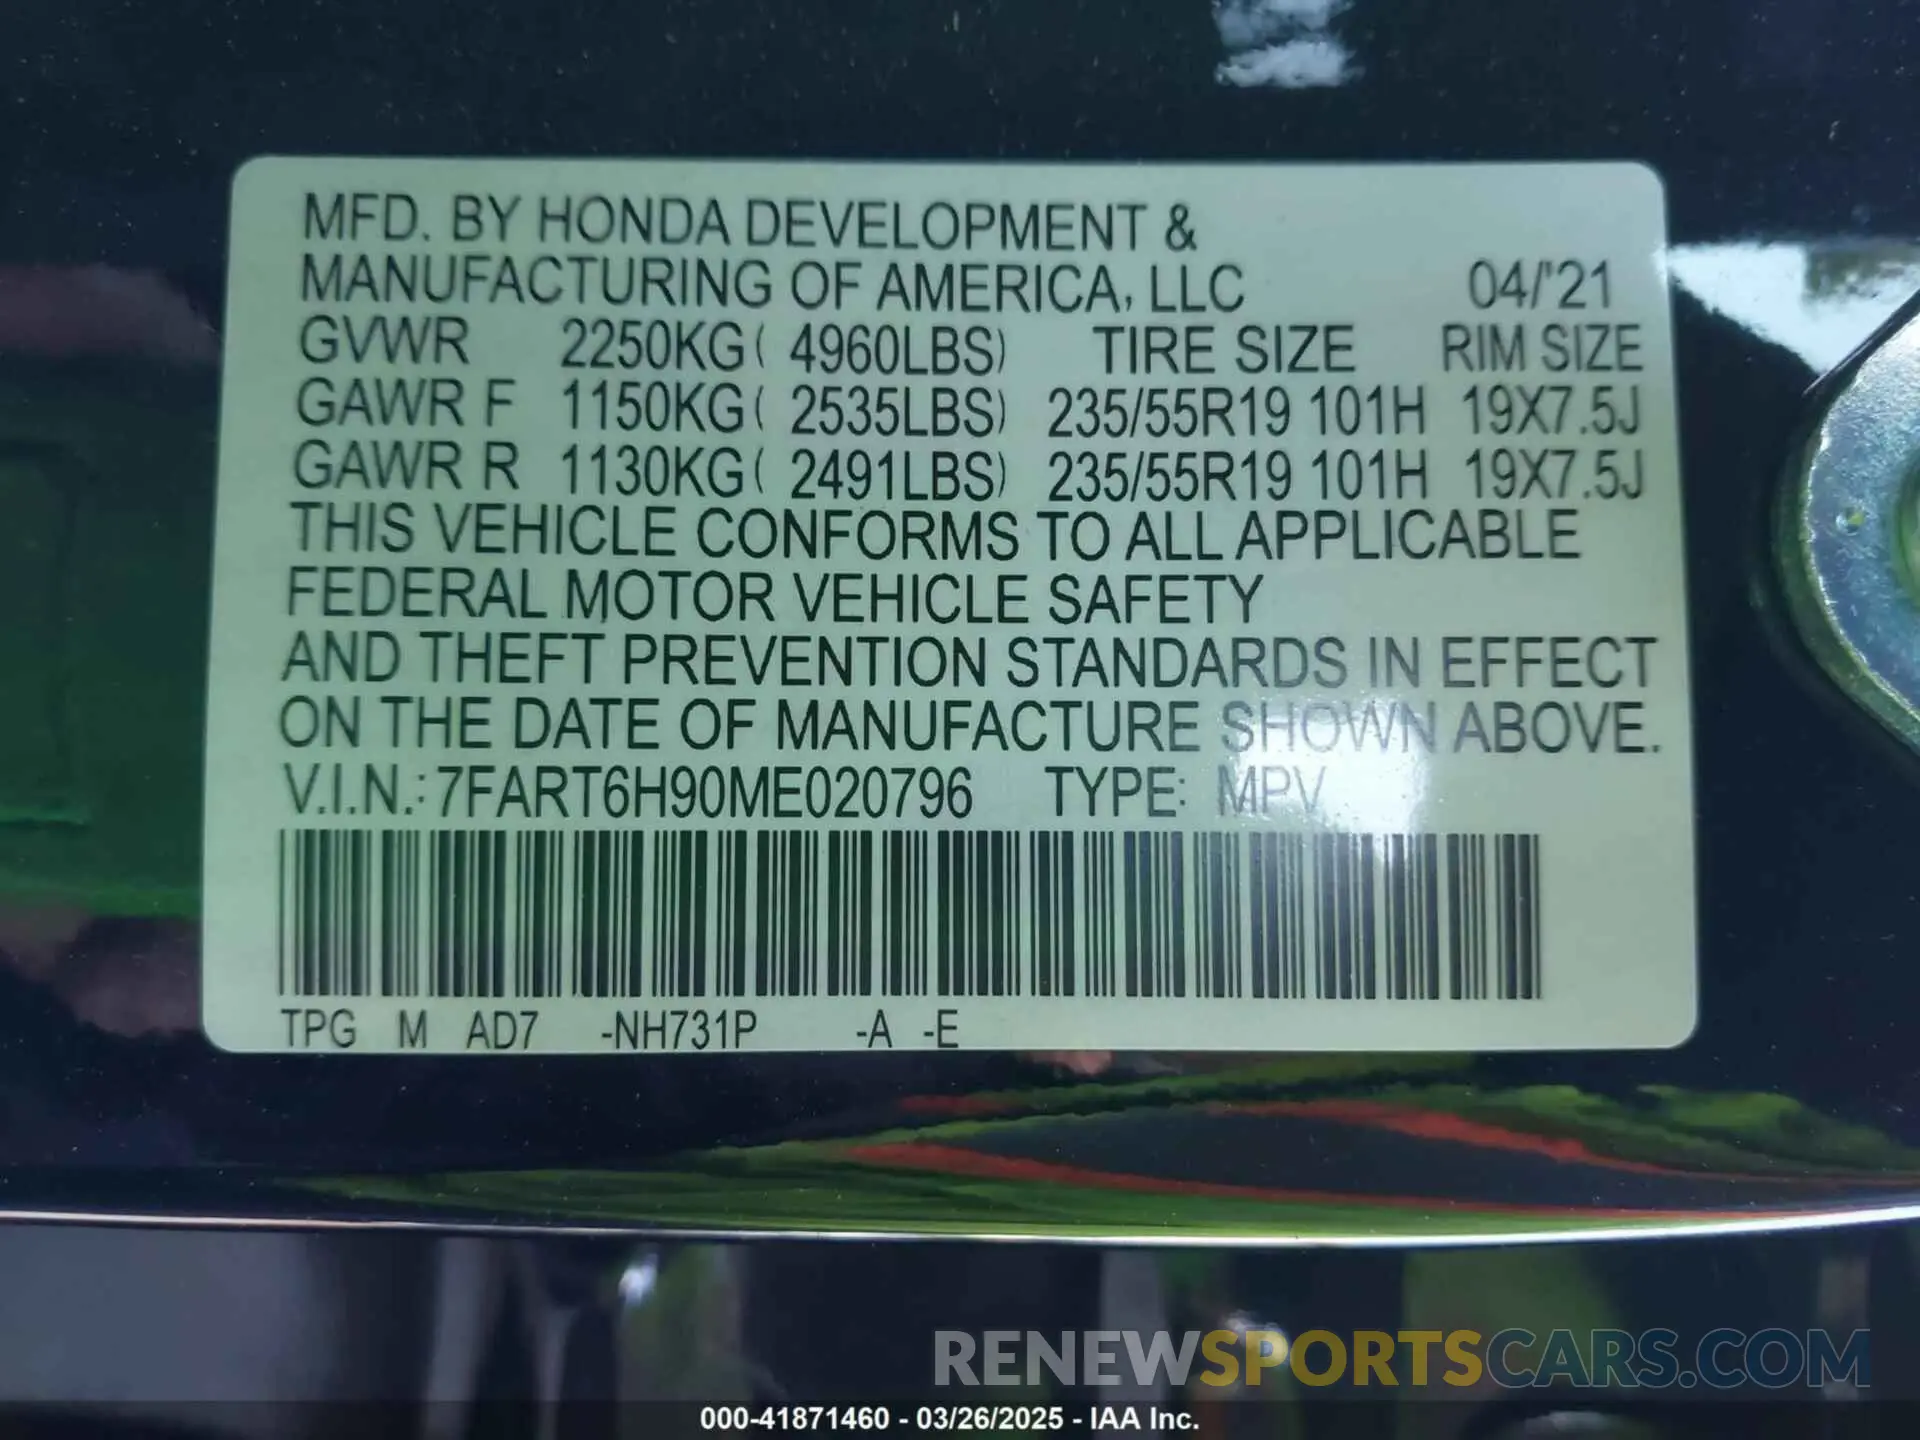 MFD. BY HONDA DEVELOPMENT &
MANUFACTURING OF AMERICA, LLC 04/'21
GVWR 2250KG( 4960LBS) TIRE SIZE RIM SIZE
GAWR F 1150KG( 2535LBS) 235/55R19 101H 19X7.5J
GAWR R 1130KG( 2491LBS) 235/55R19 101H 19X7.5J
THIS VEHICLE CONFORMS TO ALL APPLICABLE
FEDERAL MOTOR VEHICLE SAFETY
AND THEFT PREVENTION STANDARDS IN EFFECT
ON THE DATE OF MANUFACTURE SHOWN ABOVE.
V.I.N.: 7FART6H90ME020796 TYPE: MPV
TPG M AD7 -NH731P -A -E
RENEWSPORTSCARS.COM
000-41871460 - 03/26/2025 - IAA Inc.